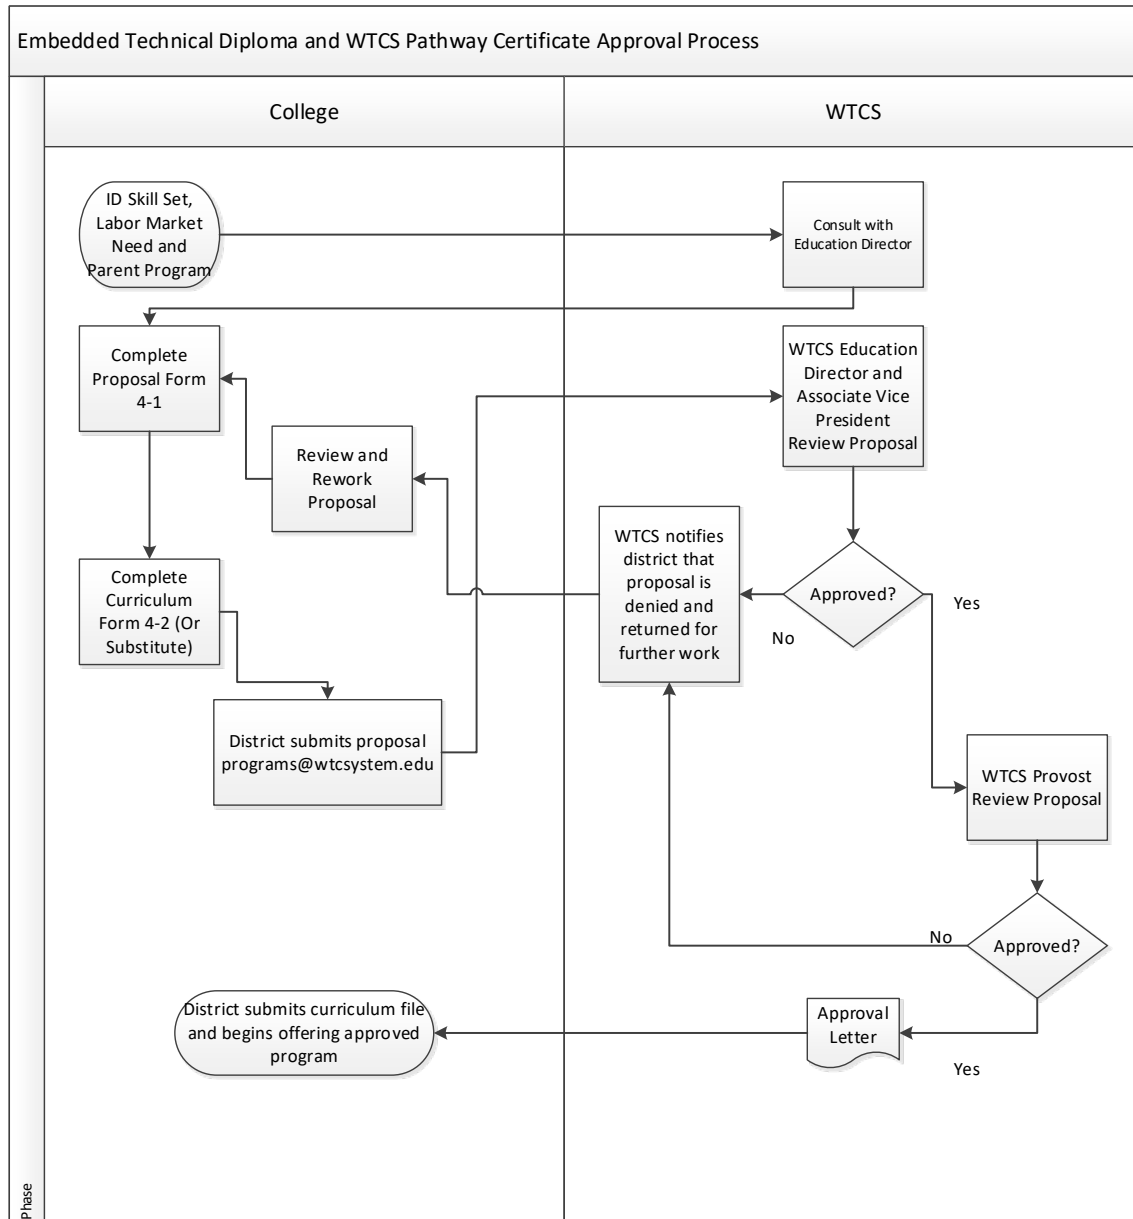 Embedded Technical Diploma and WTCS Pathway Certificate Approval Process
College
WTCS
ID Skill Set,
Labor Market
Need and
Parent Program
Consult with
Education Director
Complete
Proposal Form
4-1
WTCS Education
Director and
Associate Vice
President
Review Proposal
Review and
Rework
Proposal
WTCS notifies
district that
proposal is
denied and
returned for
further work
Approved?
Yes
No
Complete
Curriculum
Form 4-2 (Or
Substitute)
District submits proposal
programs@wtcsystem.edu
WTCS Provost
Review Proposal
No
Approved?
District submits curriculum file
and begins offering approved
program
Approval
Letter
Yes
Phase